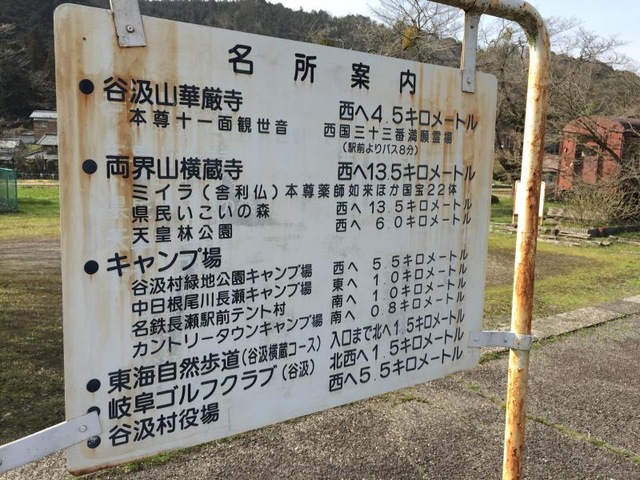 名所案内
●谷汲山華厳寺 西へ4.5キロメートル
本尊十一面観世音 西国三十三番満願霊場
(駅前よりバス8分)
●両界山横蔵寺 西へ13.5キロメートル
ミイラ(舎利仏)本尊薬師如来ほか国宝22体
県民いこいの森 西へ13.5キロメートル
天皇林公園 西へ6.0キロメートル
●キャンプ場
谷汲村緑地公園キャンプ場 西へ5.5キロメートル
中日根尾川長瀬キャンプ場 東へ1.0キロメートル
名鉄長瀬駅前テント村 南へ1.0キロメートル
カントリータウンキャンプ場 南へ0.8キロメートル
●東海自然歩道(谷汲横蔵コース) 入口まで北へ1.5キロメートル
●岐阜ゴルフクラブ(谷汲) 北西へ1.5キロメートル
●谷汲村役場 西へ5.5キロメートル